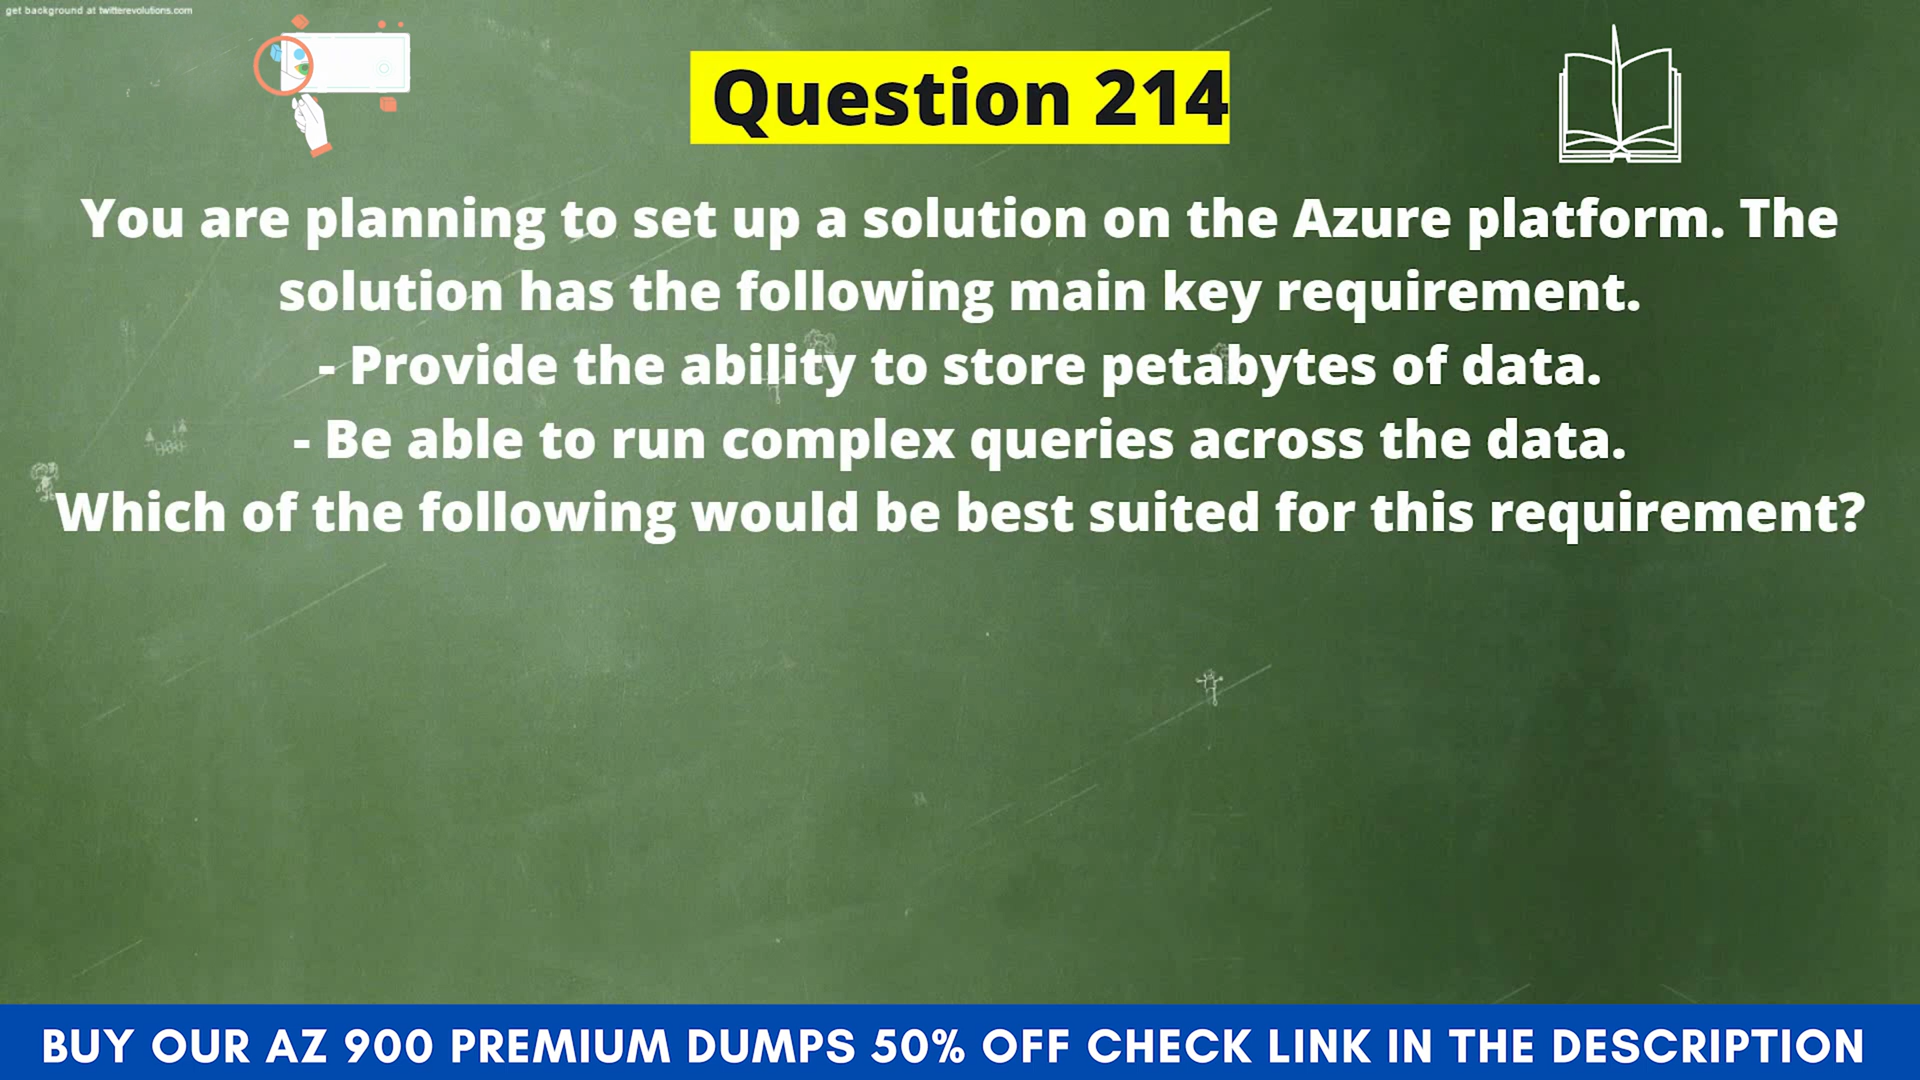 get background at twitterevolutions.com
Question 214
You are planning to set up a solution on the Azure platform. The
solution has the following main key requirement.
- Provide the ability to store petabytes of data.
- Be able to run complex queries across the data.
Which of the following would be best suited for this requirement?
BUY OUR AZ 900 PREMIUM DUMPS 50% OFF CHECK LINK IN THE DESCRIPTION